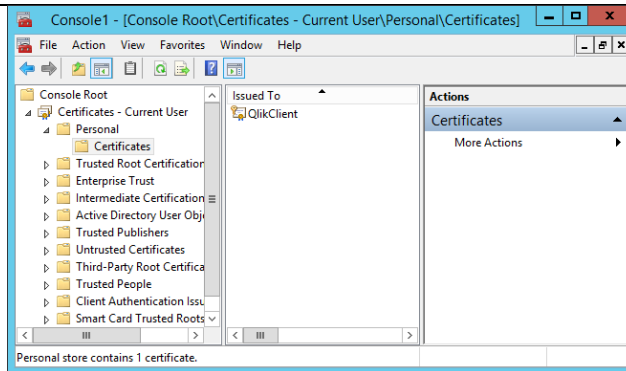 Console1 - [Console Root\Certificates - Current User\Personal\Certificates]
File Action View Favorites Window Help
Console Root
Certificates - Current User
Personal
Certificates
Trusted Root Certification
Enterprise Trust
Intermediate Certification
Active Directory User Obje
Trusted Publishers
Untrusted Certificates
Third-Party Root Certifica
Trusted People
Client Authentication Issu
Smart Card Trusted Roots
Issued To
QlikClient
Actions
Certificates
More Actions
Personal store contains 1 certificate.